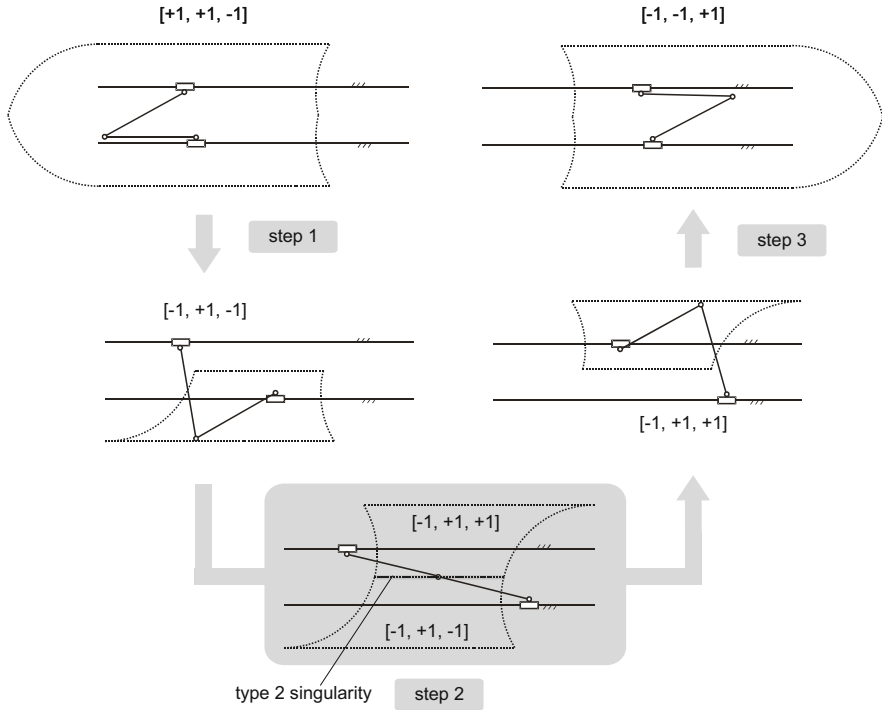 [+1, +1, -1]
[-1, -1, +1]
step 1
step 3
[-1, +1, -1]
[-1, +1, +1]
[-1, +1, +1]
[-1, +1, -1]
type 2 singularity
step 2